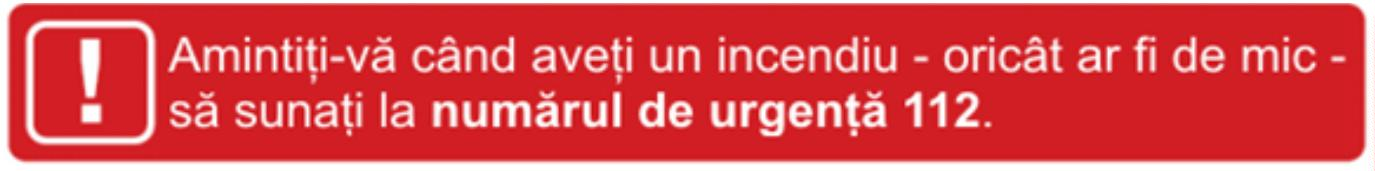 Amintiți-vă când aveți un incendiu - oricât ar fi de mic -
să sunați la numărul de urgență 112.